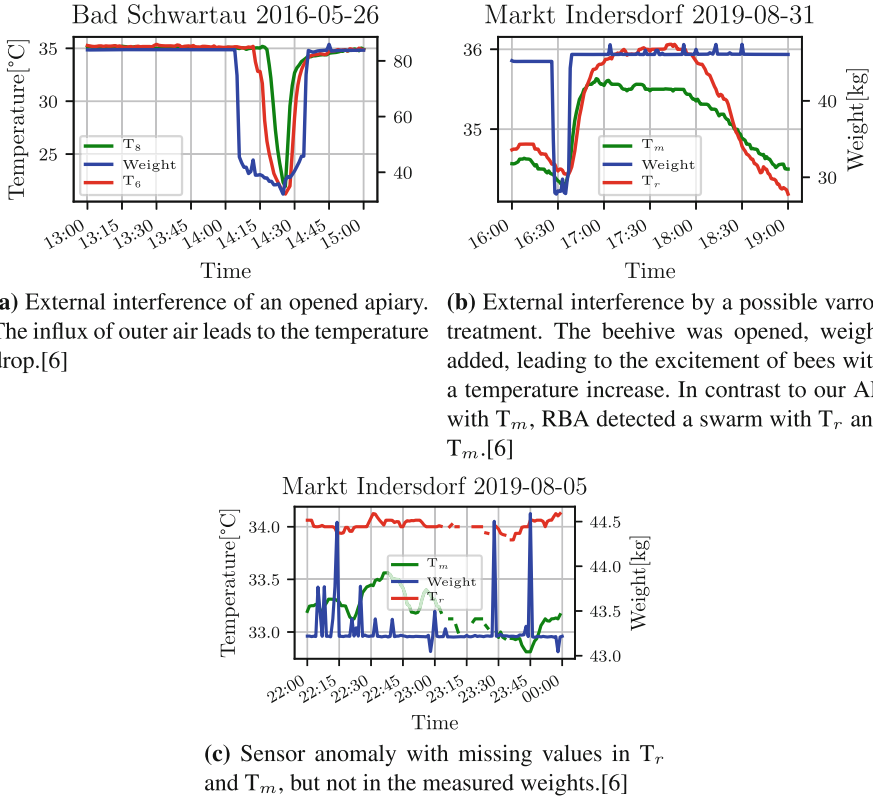 Bad Schwartau 2016-05-26
Temperature[°C]
35
30
25
80
60
40
T8
Weight
T6
13:00
13:15
13:30
13:45
14:00
14:15
14:30
14:45
15:00
Time
Markt Indersdorf 2019-08-31
36
35
40
30
Weight[kg]
Tm
Weight
Tr
16:00
16:30
17:00
17:30
18:00
18:30
19:00
Time
a) External interference of an opened apiary.
The influx of outer air leads to the temperature
drop.[6]
(b) External interference by a possible varro
treatment. The beehive was opened, weigh
added, leading to the excitement of bees wit
a temperature increase. In contrast to our A
with Tm, RBA detected a swarm with Tr an
Tm.[6]
Markt Indersdorf 2019-08-05
Temperature[°C]
34.0
33.5
33.0
44.5
44.0
43.5
43.0
Weight[kg]
Tm
Weight
Tr
22:00
22:15
22:30
22:45
23:00
23:15
23:30
23:45
00:00
Time
(c) Sensor anomaly with missing values in Tr
and Tm, but not in the measured weights.[6]